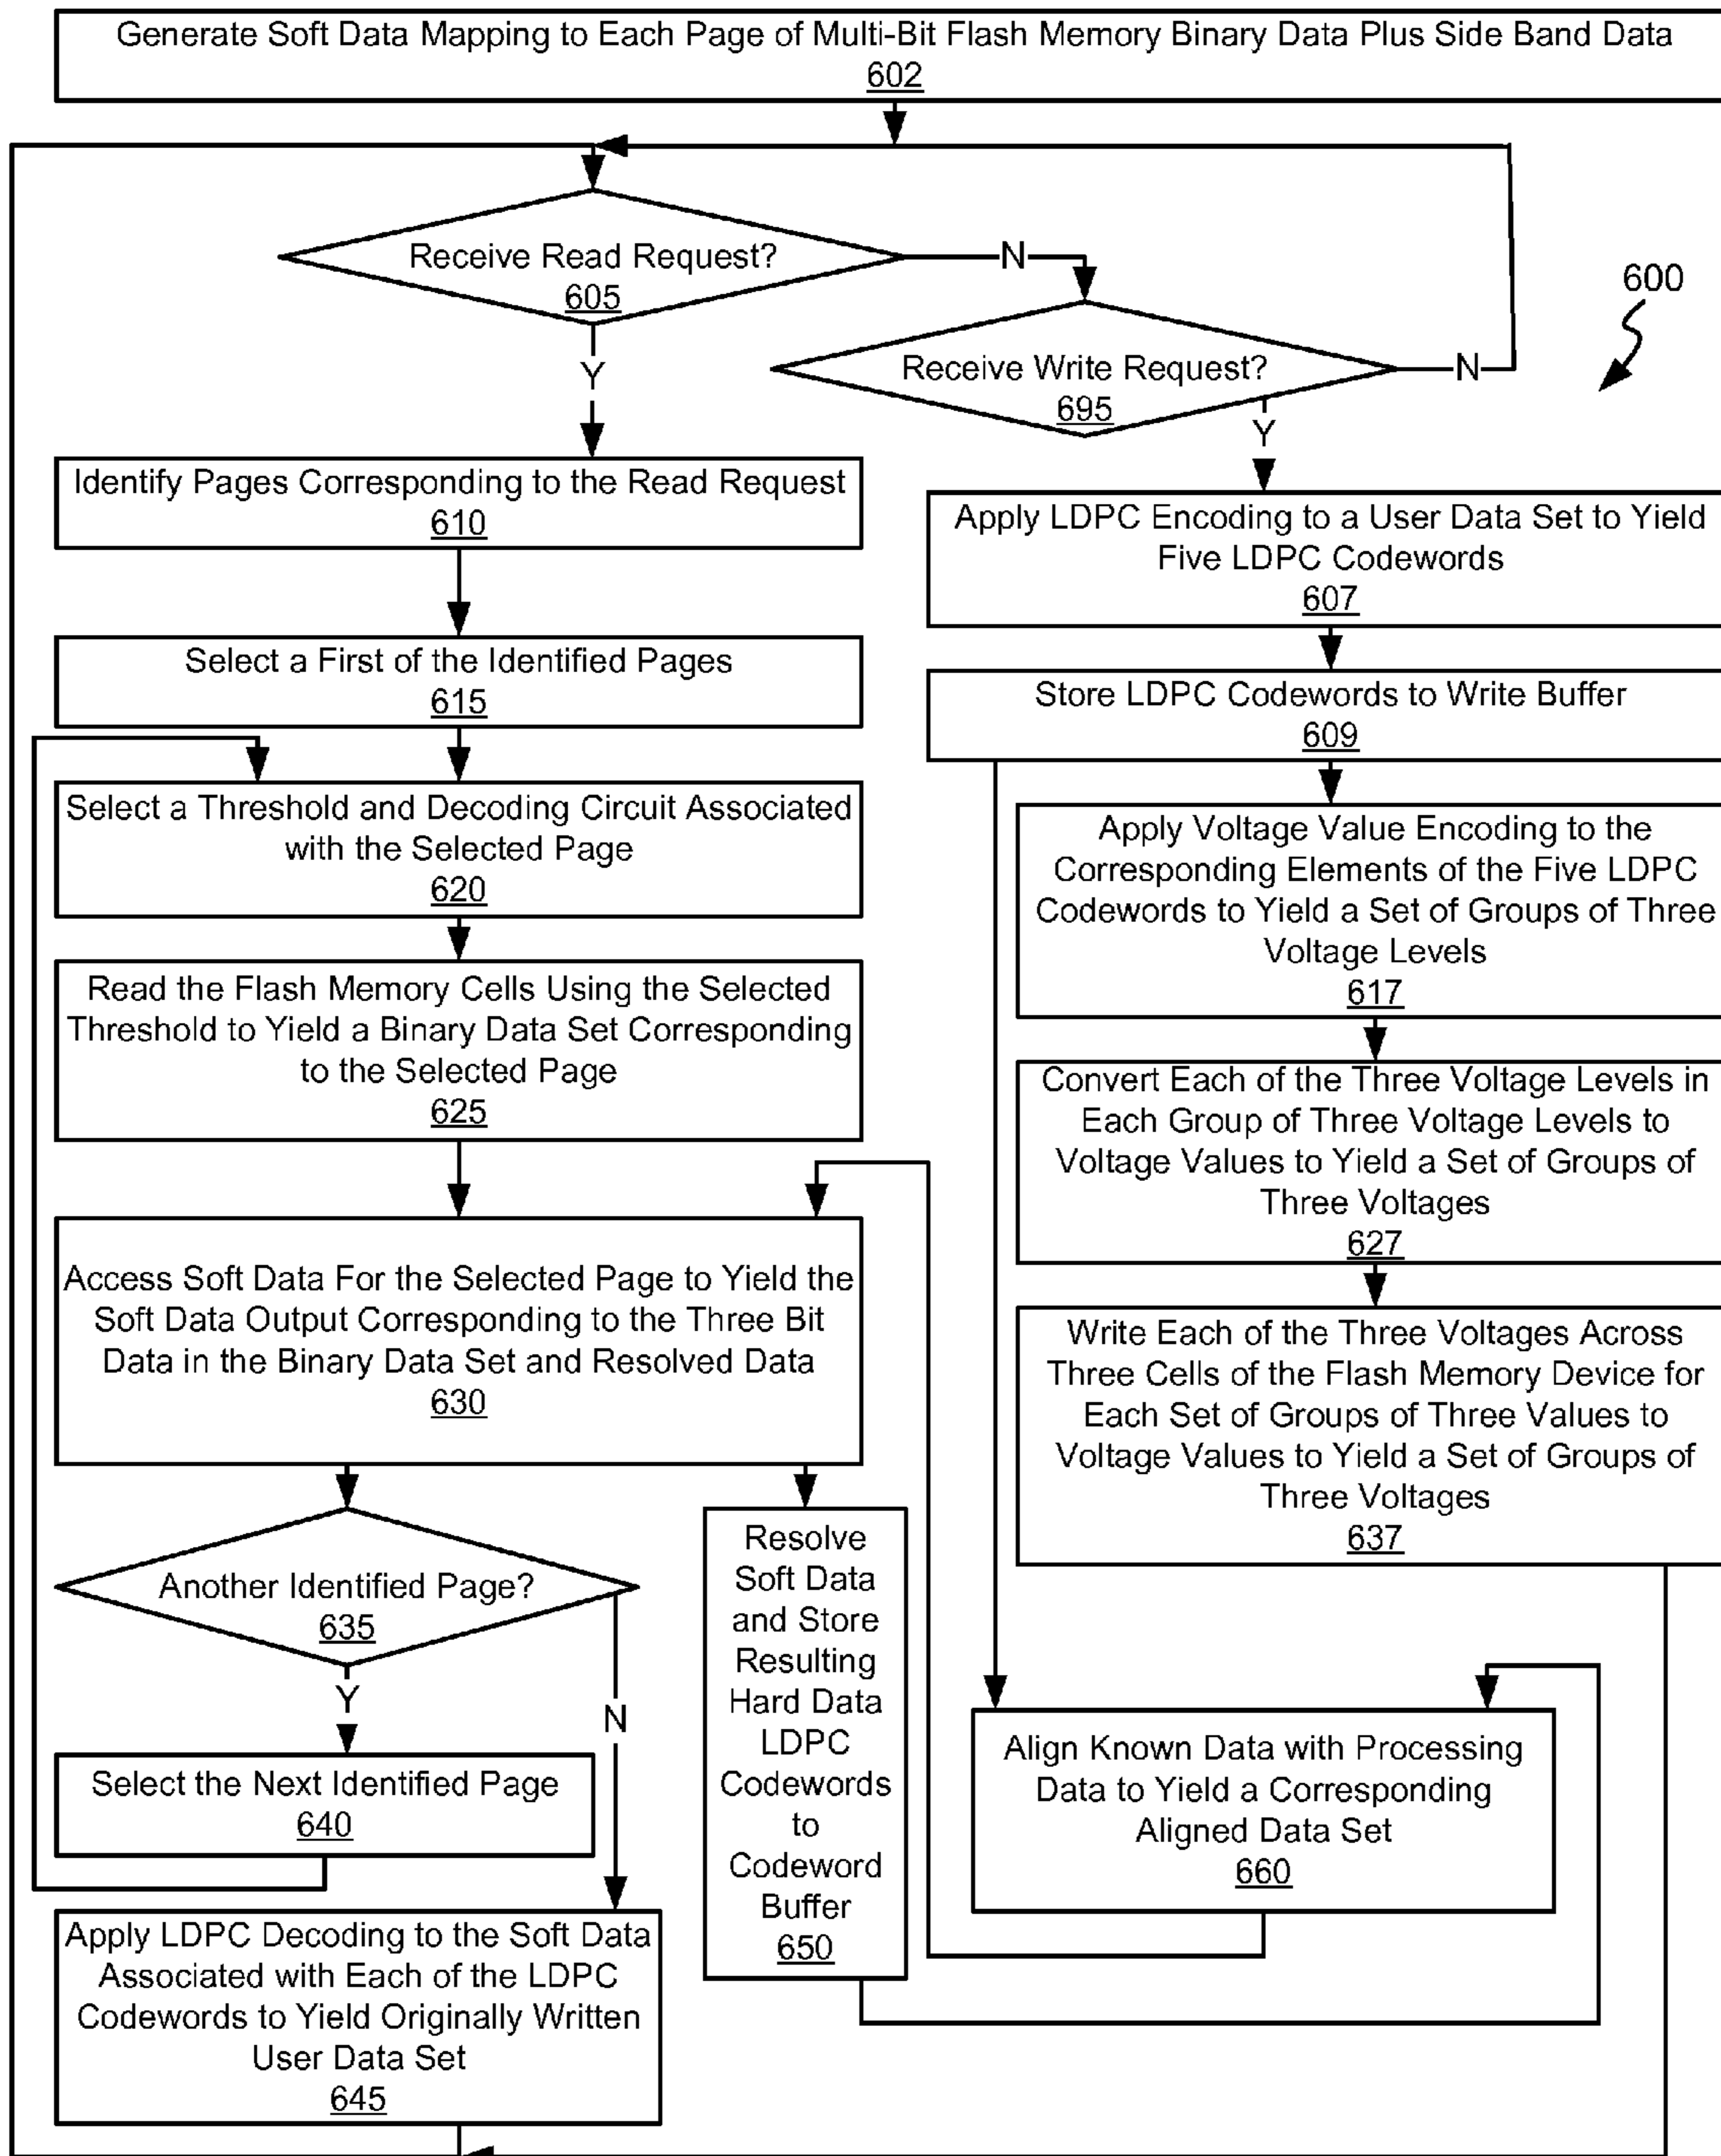 Generate Soft Data Mapping to Each Page of Multi-Bit Flash Memory Binary Data Plus Side Band Data
602
Receive Read Request?
605
N
Y
Receive Write Request?
695
N
Y
600
Identify Pages Corresponding to the Read Request
610
Select a First of the Identified Pages
615
Select a Threshold and Decoding Circuit Associated
with the Selected Page
620
Read the Flash Memory Cells Using the Selected
Threshold to Yield a Binary Data Set Corresponding
to the Selected Page
625
Access Soft Data For the Selected Page to Yield the
Soft Data Output Corresponding to the Three Bit
Data in the Binary Data Set and Resolved Data
630
Another Identified Page?
635
Y
N
Select the Next Identified Page
640
Apply LDPC Decoding to the Soft Data
Associated with Each of the LDPC
Codewords to Yield Originally Written
User Data Set
645
Resolve
Soft Data
and Store
Resulting
Hard Data
LDPC
Codewords
to
Codeword
Buffer
650
Apply LDPC Encoding to a User Data Set to Yield
Five LDPC Codewords
607
Store LDPC Codewords to Write Buffer
609
Apply Voltage Value Encoding to the
Corresponding Elements of the Five LDPC
Codewords to Yield a Set of Groups of Three
Voltage Levels
617
Convert Each of the Three Voltage Levels in
Each Group of Three Voltage Levels to
Voltage Values to Yield a Set of Groups of
Three Voltages
627
Write Each of the Three Voltages Across
Three Cells of the Flash Memory Device for
Each Set of Groups of Three Values to
Voltage Values to Yield a Set of Groups of
Three Voltages
637
Align Known Data with Processing
Data to Yield a Corresponding
Aligned Data Set
660